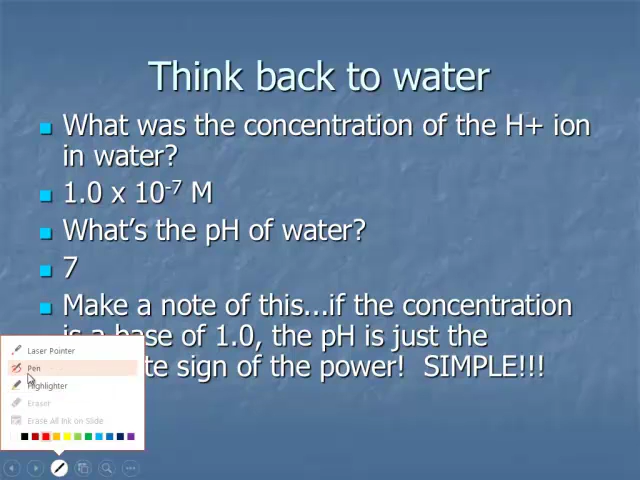 Think back to water
What was the concentration of the H+ ion
in water?
1.0 x 10⁻⁷ M
What's the pH of water?
7
Make a note of this...if the concentration
is a base of 1.0, the pH is just the
te sign of the power! SIMPLE!!!
Laser Pointer
Pen
Highlighter
Eraser
Erase All Ink on Slide